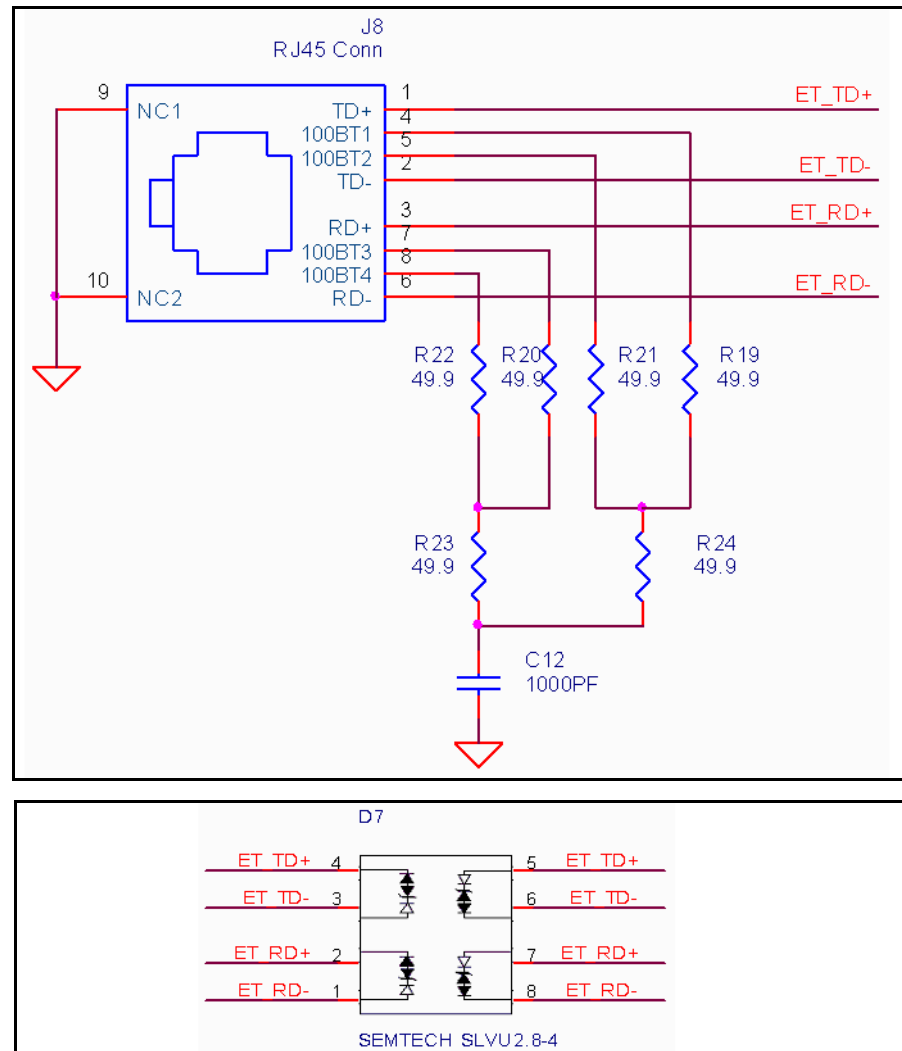 J8
RJ45 Conn
9
NC1
10
NC2
TD+
1
100BT1
4
100BT2
5
TD-
2
RD+
3
100BT3
7
100BT4
8
RD-
6
ET_TD+
ET_TD-
ET_RD+
ET_RD-
R22
49.9
R20
49.9
R21
49.9
R19
49.9
R23
49.9
R24
49.9
C12
1000PF
D7
ET_TD+ 4
5 ET_TD+
ET_TD- 3
6 ET_TD-
ET_RD+ 2
7 ET_RD+
ET_RD- 1
8 ET_RD-
SEMTECH SLVU2.8-4